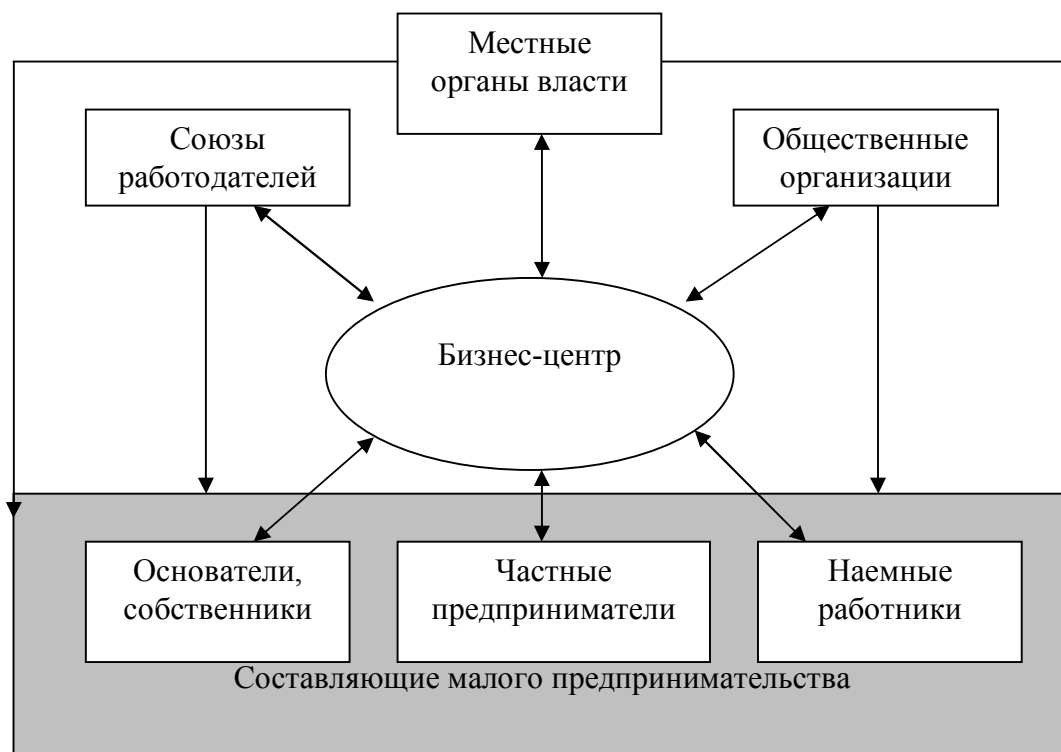 Местные
органы власти
Союзы
работодателей
Общественные
организации
Бизнес-центр
Основатели,
собственники
Частные
предприниматели
Наемные
работники
Составляющие малого предпринимательства